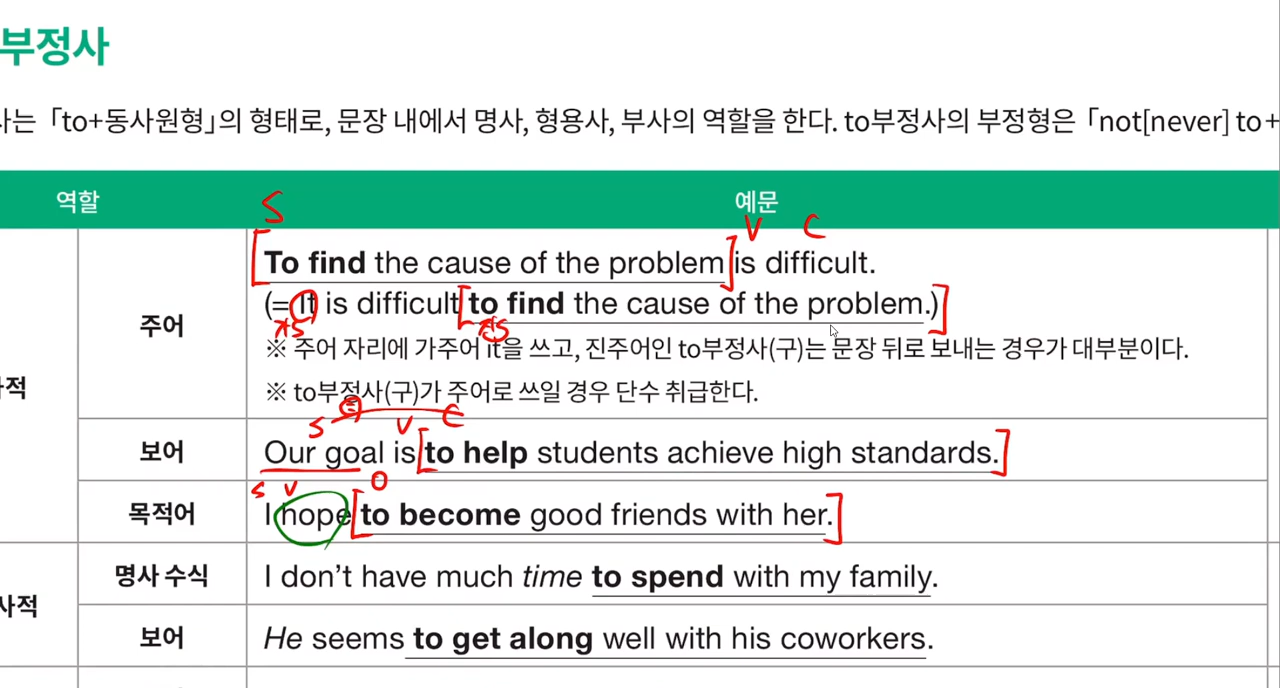 부정사
사는 「to+동사원형」의 형태로, 문장 내에서 명사, 형용사, 부사의 역할을 한다. to부정사의 부정형은 「not[never] to+
역할 예문
S V C
주어
To find the cause of the problem is difficult.
(= It is difficult to find the cause of the problem.)
※ 주어 자리에 가주어 it을 쓰고, 진주어인 to부정사(구)는 문장 뒤로 보내는 경우가 대부분이다.
※ to부정사(구)가 주어로 쓰일 경우 단수 취급한다.
사적
S = V C
보어 Our goal is to help students achieve high standards.
S V O
목적어 I hope to become good friends with her.
명사 수식 I don’t have much time to spend with my family.
사적
보어 He seems to get along well with his coworkers.